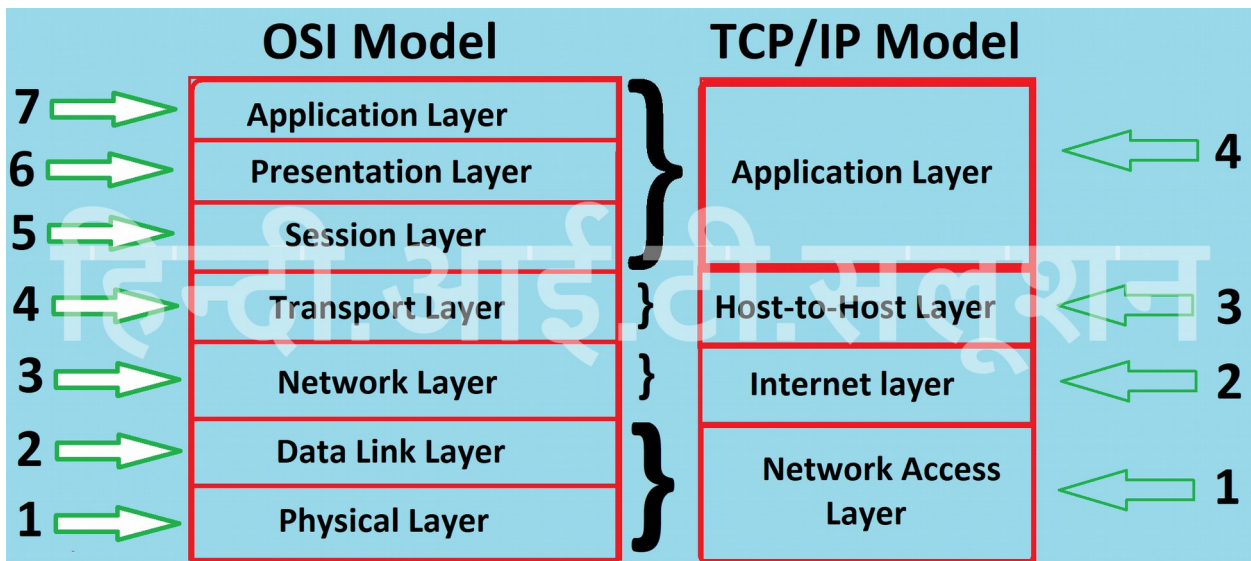 OSI Model
TCP/IP Model
7
Application Layer
6
Presentation Layer
5
Session Layer
4
Transport Layer
3
Network Layer
2
Data Link Layer
1
Physical Layer
Application Layer
4
Host-to-Host Layer
3
Internet layer
2
Network Access
Layer
1
हिन्दी.आई.टी.सलूशन